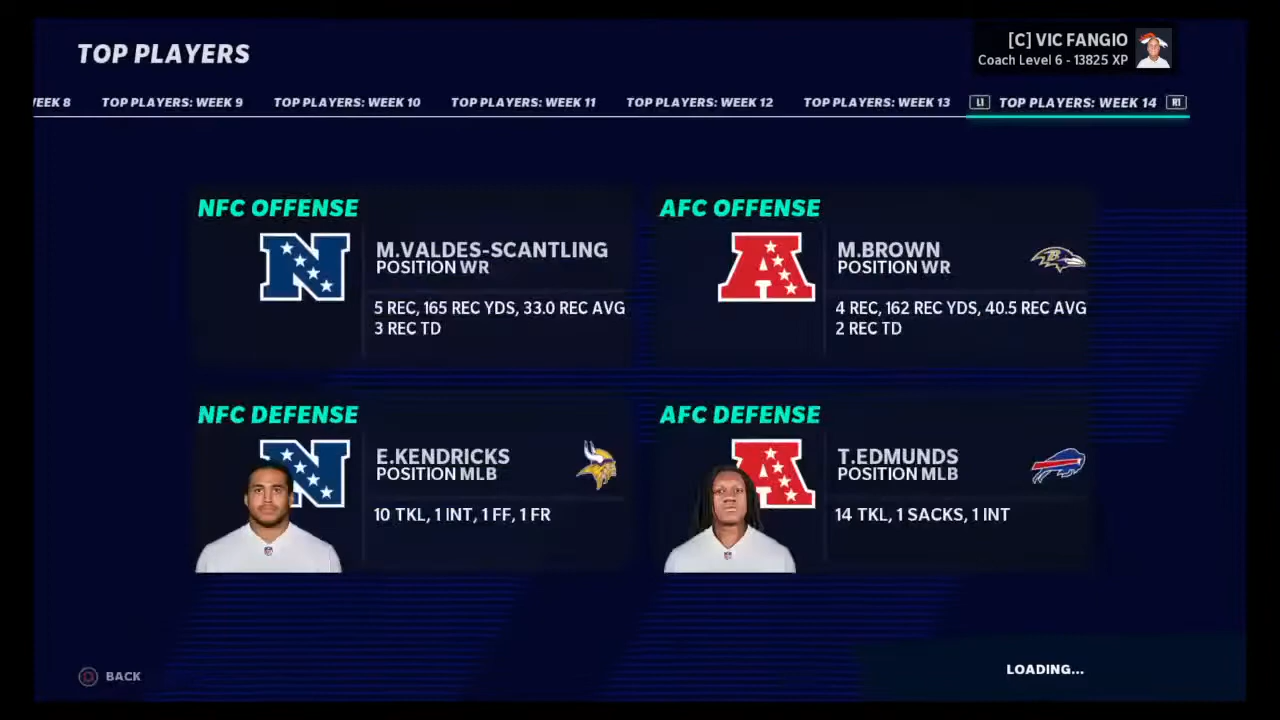 TOP PLAYERS
[C] VIC FANGIO
Coach Level 6 - 13825 XP
EEK 8 TOP PLAYERS: WEEK 9 TOP PLAYERS: WEEK 10 TOP PLAYERS: WEEK 11 TOP PLAYERS: WEEK 12 TOP PLAYERS: WEEK 13 L1 TOP PLAYERS: WEEK 14 R1
NFC OFFENSE
M.VALDES-SCANTLING
POSITION WR
5 REC, 165 REC YDS, 33.0 REC AVG
3 REC TD
AFC OFFENSE
M.BROWN
POSITION WR
4 REC, 162 REC YDS, 40.5 REC AVG
2 REC TD
NFC DEFENSE
E.KENDRICKS
POSITION MLB
10 TKL, 1 INT, 1 FF, 1 FR
AFC DEFENSE
T.EDMUNDS
POSITION MLB
14 TKL, 1 SACKS, 1 INT
BACK
LOADING...